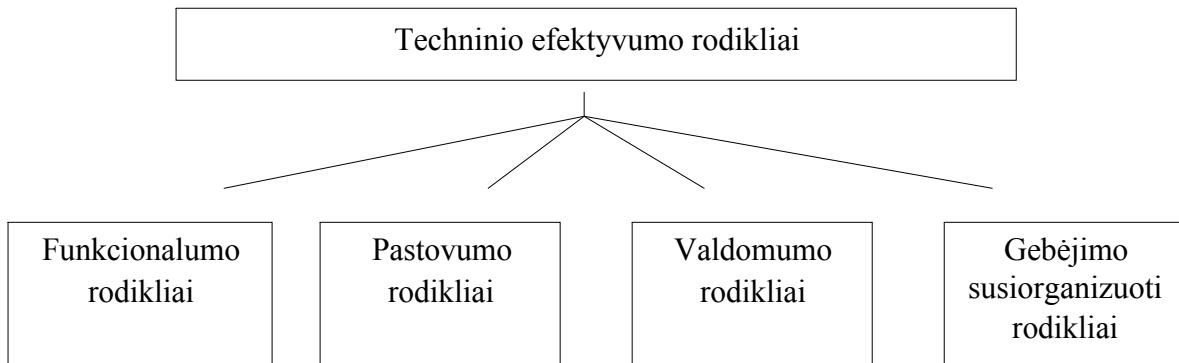 Techninio efektyvumo rodikliai
Funkcionalumo
rodikliai
Pastovumo
rodikliai
Valdomumo
rodikliai
Gebėjimo
susiorganizuoti
rodikliai